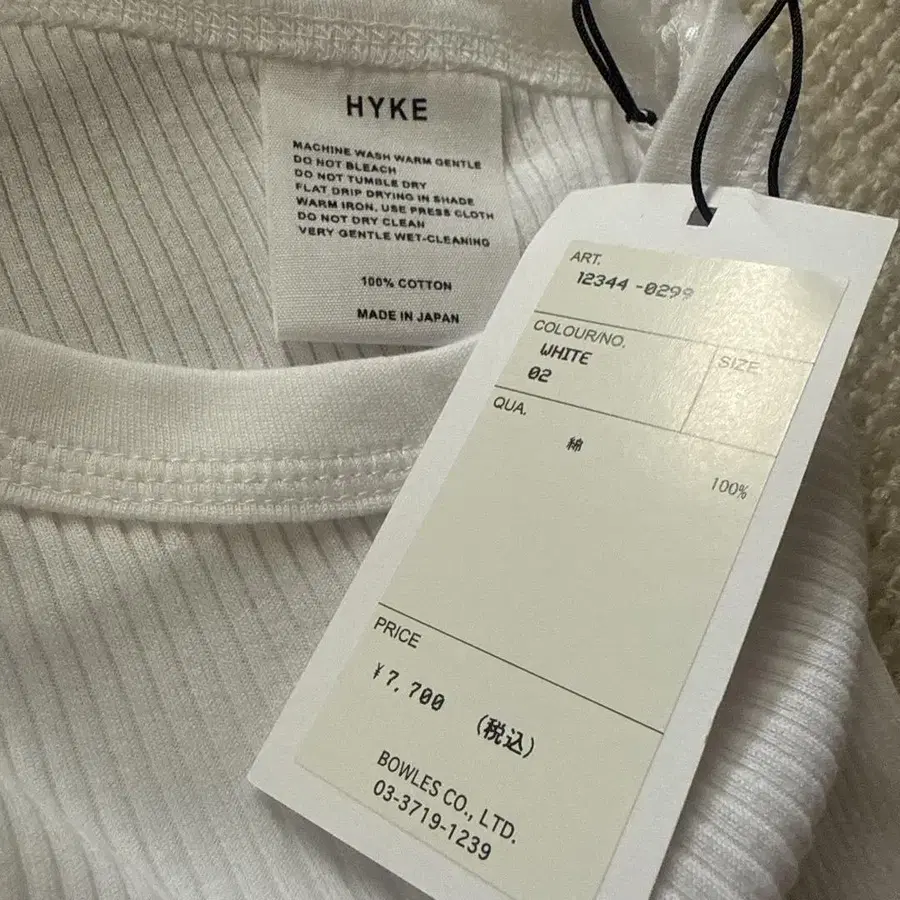 HYKE
MACHINE WASH WARM GENTLE
DO NOT BLEACH
DO NOT TUMBLE DRY
FLAT DRIP DRYING IN SHADE
WARM IRON, USE PRESS CLOTH
DO NOT DRY CLEAN
VERY GENTLE WET-CLEANING
100% COTTON
MADE IN JAPAN
ART.
12344 -0299
COLOUR/NO.
WHITE
02
SIZE
QUA.
綿
100%
PRICE
¥7,700 (税込)
BOWLES CO., LTD.
03-3719-1239